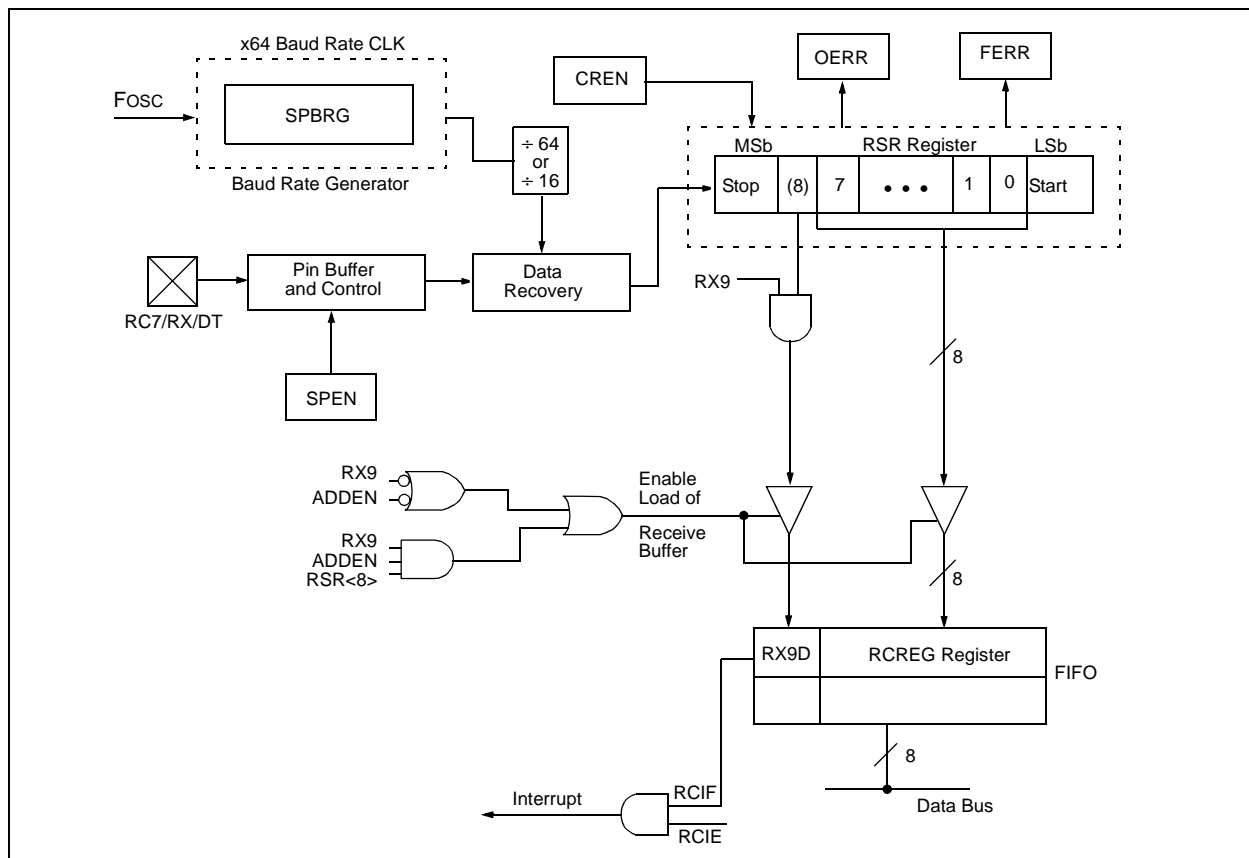 x64 Baud Rate CLK
FOSC
SPBRG
Baud Rate Generator
÷ 64
or
÷ 16
CREN
OERR
FERR
MSb
RSR Register
LSb
Stop
(8)
7
• • •
1
0
Start
RC7/RX/DT
Pin Buffer
and Control
Data
Recovery
SPEN
RX9
8
RX9
ADDEN
RX9
ADDEN
RSR<8>
Enable
Load of
Receive
Buffer
8
RX9D
RCREG Register
FIFO
8
Data Bus
Interrupt
RCIF
RCIE